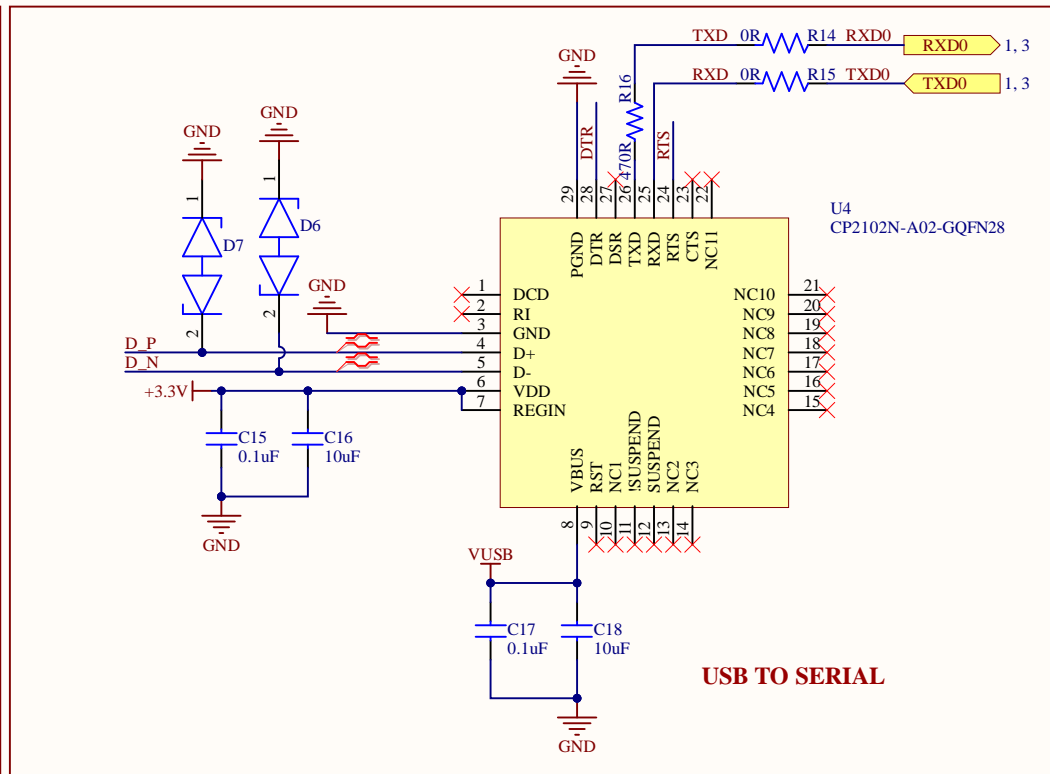 TXD 0R R14 RXD0 RXD0 1, 3
RXD 0R R15 TXD0 TXD0 1, 3
GND
R16
470R
DTR
RTS
GND
GND
1
1
D7
D6
2
2
29 28 27 26 25 24 23 22
PGND DTR DSR TXD RXD RTS CTS NC11
U4
CP2102N-A02-GQFN28
GND
1 DCD
2 RI
3 GND
D_P 4 D+
D_N 5 D-
+3.3V 6 VDD
7 REGIN
NC10 21
NC9 20
NC8 19
NC7 18
NC6 17
NC5 16
NC4 15
C15
0.1uF
C16
10uF
GND
VBUS RST NC1 !SUSPEND SUSPEND NC2 NC3
8 9 10 11 12 13 14
VUSB
C17
0.1uF
C18
10uF
GND
USB TO SERIAL